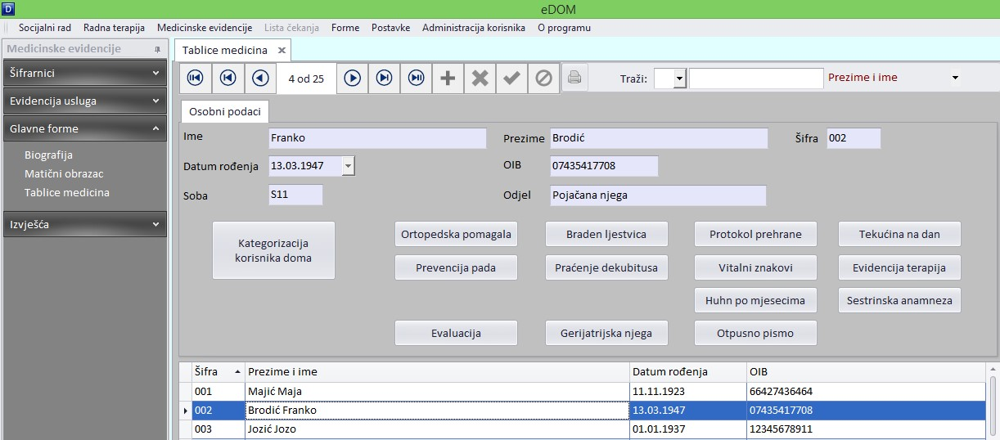 D
eDOM
Socijalni rad Radna terapija Medicinske evidencije Lista čekanja Forme Postavke Administracija korisnika O programu
Medicinske evidencije
Tablice medicina
Šifrarnici
4 od 25
Traži:
Prezime i ime
Evidencija usluga
Osobni podaci
Glavne forme
Ime Franko Prezime Brodić Šifra 002
Biografija
Datum rođenja 13.03.1947 OIB 07435417708
Matični obrazac
Tablice medicina
Soba S11 Odjel Pojačana njega
Izvješća
Kategorizacija
korisnika doma
Ortopedska pomagala Braden ljestvica Protokol prehrane Tekućina na dan
Prevencija pada Praćenje dekubitusa Vitalni znakovi Evidencija terapija
Huhn po mjesecima Sestrinska anamneza
Evaluacija Gerijatrijska njega Otpusno pismo
Šifra Prezime i ime Datum rođenja OIB
001 Majić Maja 11.11.1923 66427436464
002 Brodić Franko 13.03.1947 07435417708
003 Jozić Jozo 01.01.1937 12345678911